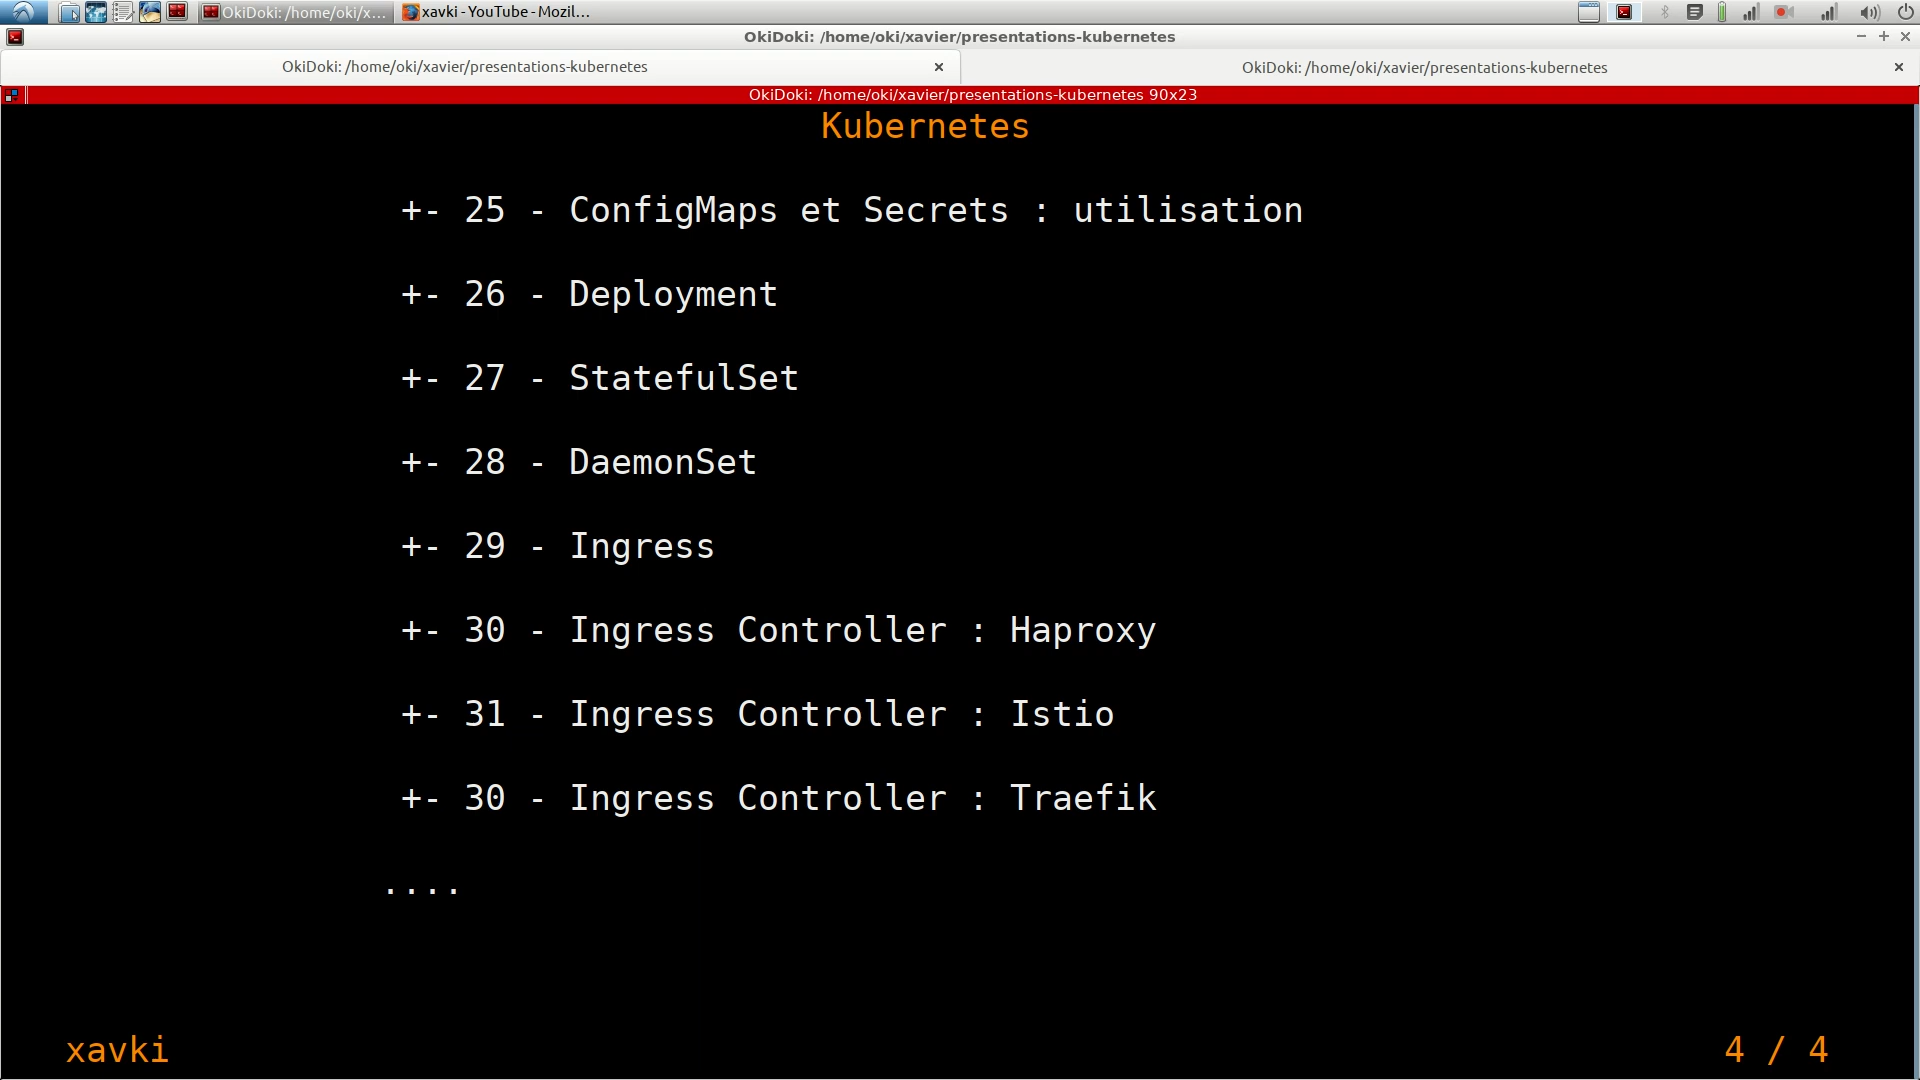 OkiDoki: /home/oki/x...
xavki - YouTube - Mozil...
OkiDoki: /home/oki/xavier/presentations-kubernetes
OkiDoki: /home/oki/xavier/presentations-kubernetes
OkiDoki: /home/oki/xavier/presentations-kubernetes
OkiDoki: /home/oki/xavier/presentations-kubernetes 90x23
Kubernetes
+- 25 - ConfigMaps et Secrets : utilisation
+- 26 - Deployment
+- 27 - StatefulSet
+- 28 - DaemonSet
+- 29 - Ingress
+- 30 - Ingress Controller : Haproxy
+- 31 - Ingress Controller : Istio
+- 30 - Ingress Controller : Traefik
....
xavki
4 / 4